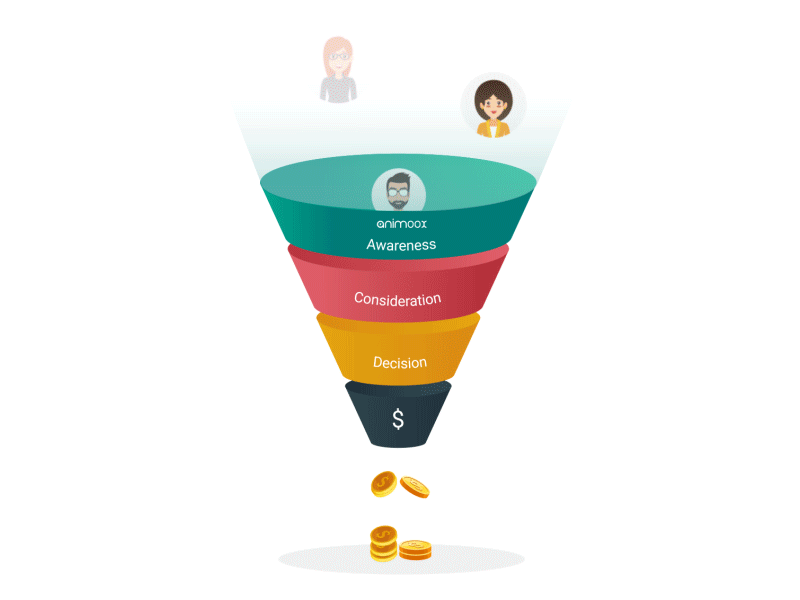 animoox
Awareness
Consideration
Decision
$